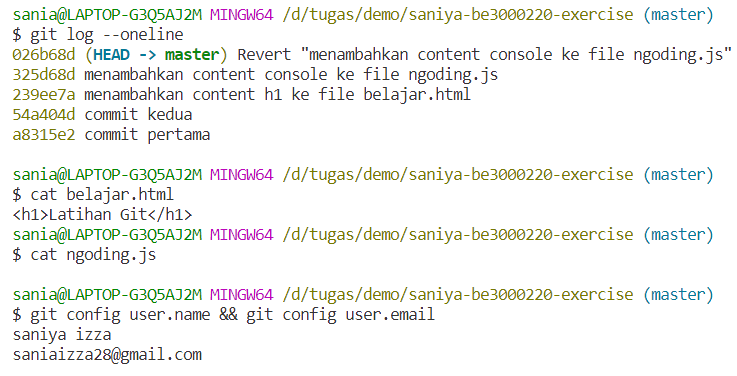 sania@LAPTOP-G3Q5AJ2M MINGW64 /d/tugas/demo/saniya-be3000220-exercise (master)
$ git log --oneline
026b68d (HEAD -> master) Revert "menambahkan content console ke file ngoding.js"
325d68d menambahkan content console ke file ngoding.js
239ee7a menambahkan content h1 ke file belajar.html
54a404d commit kedua
a8315e2 commit pertama
sania@LAPTOP-G3Q5AJ2M MINGW64 /d/tugas/demo/saniya-be3000220-exercise (master)
$ cat belajar.html
<h1>Latihan Git</h1>
sania@LAPTOP-G3Q5AJ2M MINGW64 /d/tugas/demo/saniya-be3000220-exercise (master)
$ cat ngoding.js
sania@LAPTOP-G3Q5AJ2M MINGW64 /d/tugas/demo/saniya-be3000220-exercise (master)
$ git config user.name && git config user.email
saniya izza
saniaizza28@gmail.com